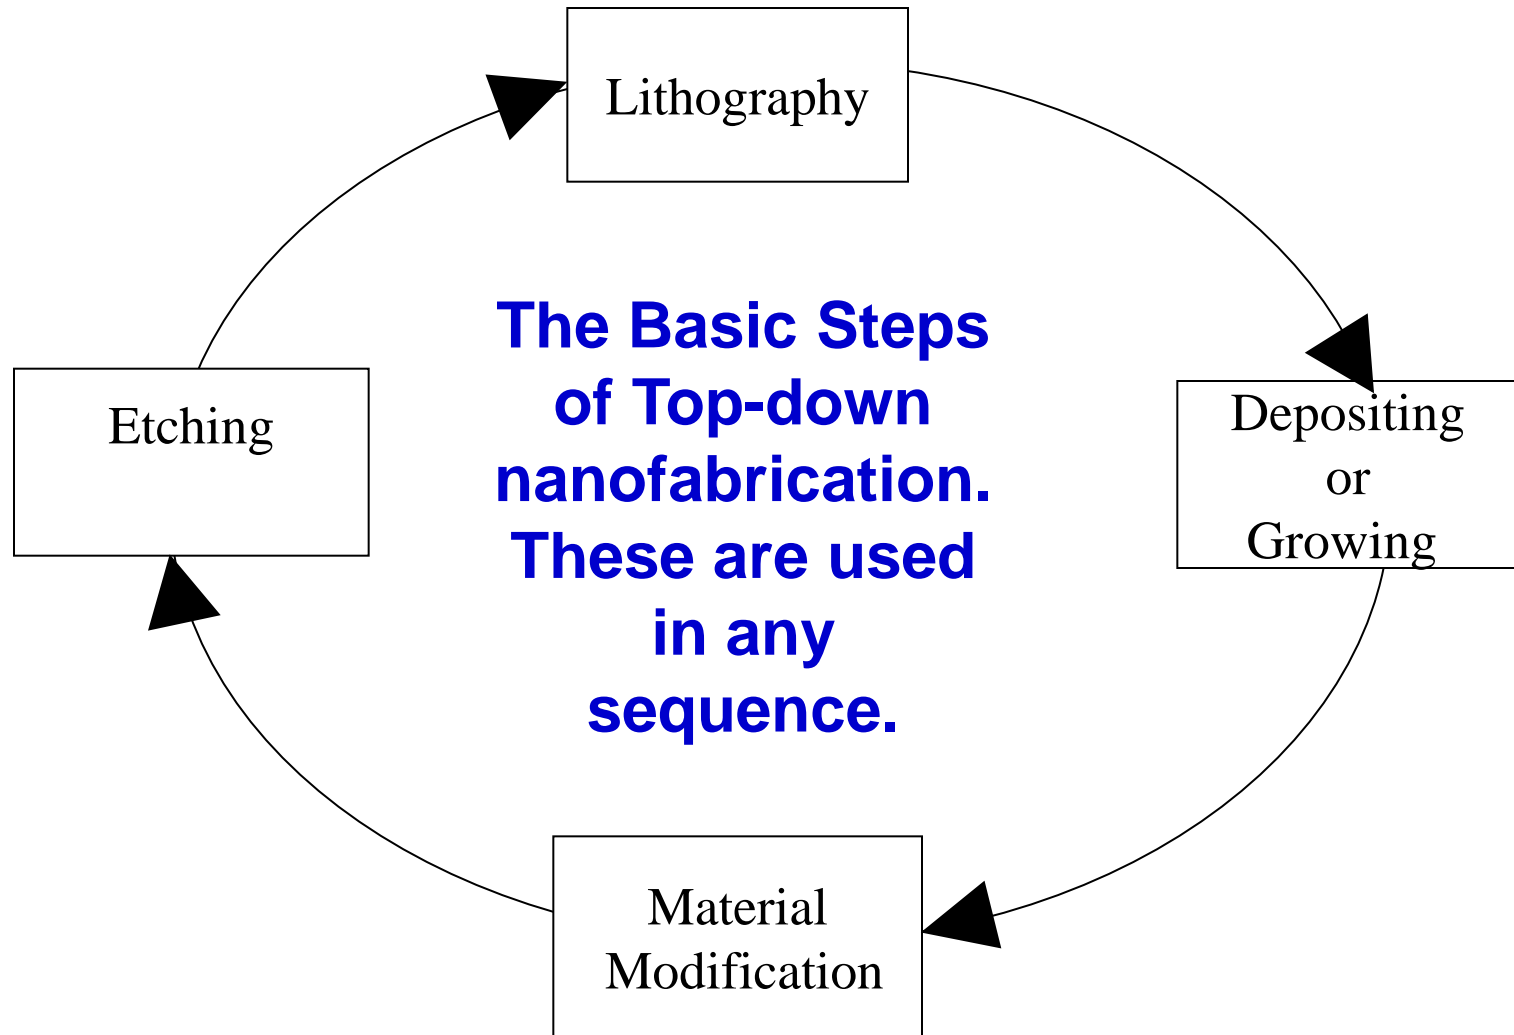 Lithography
The Basic Steps
of Top-down
nanofabrication.
These are used
in any
sequence.
Etching
Depositing
or
Growing
Material
Modification